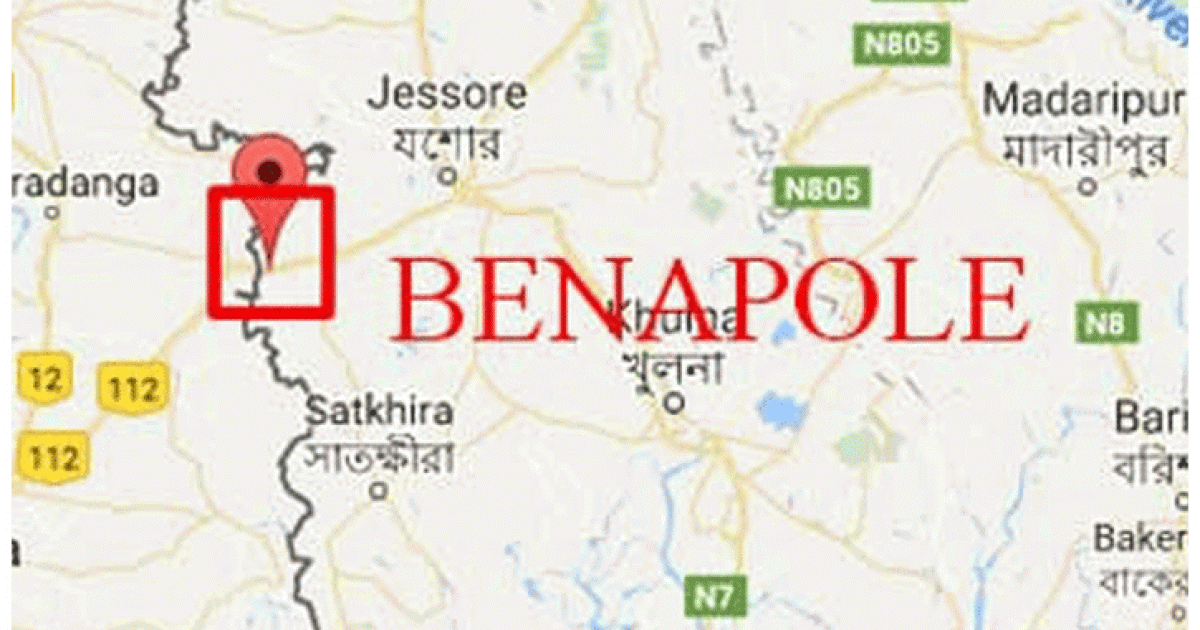 N805
Jessore
যশোর
Madaripur
মাদারীপুর
radanga
N805
BENAPOLE
Khulna
খুলনা
N8
12
112
112
Satkhira
সাতক্ষীরা
Bari
বরিশ
Baker
বাকের
N7